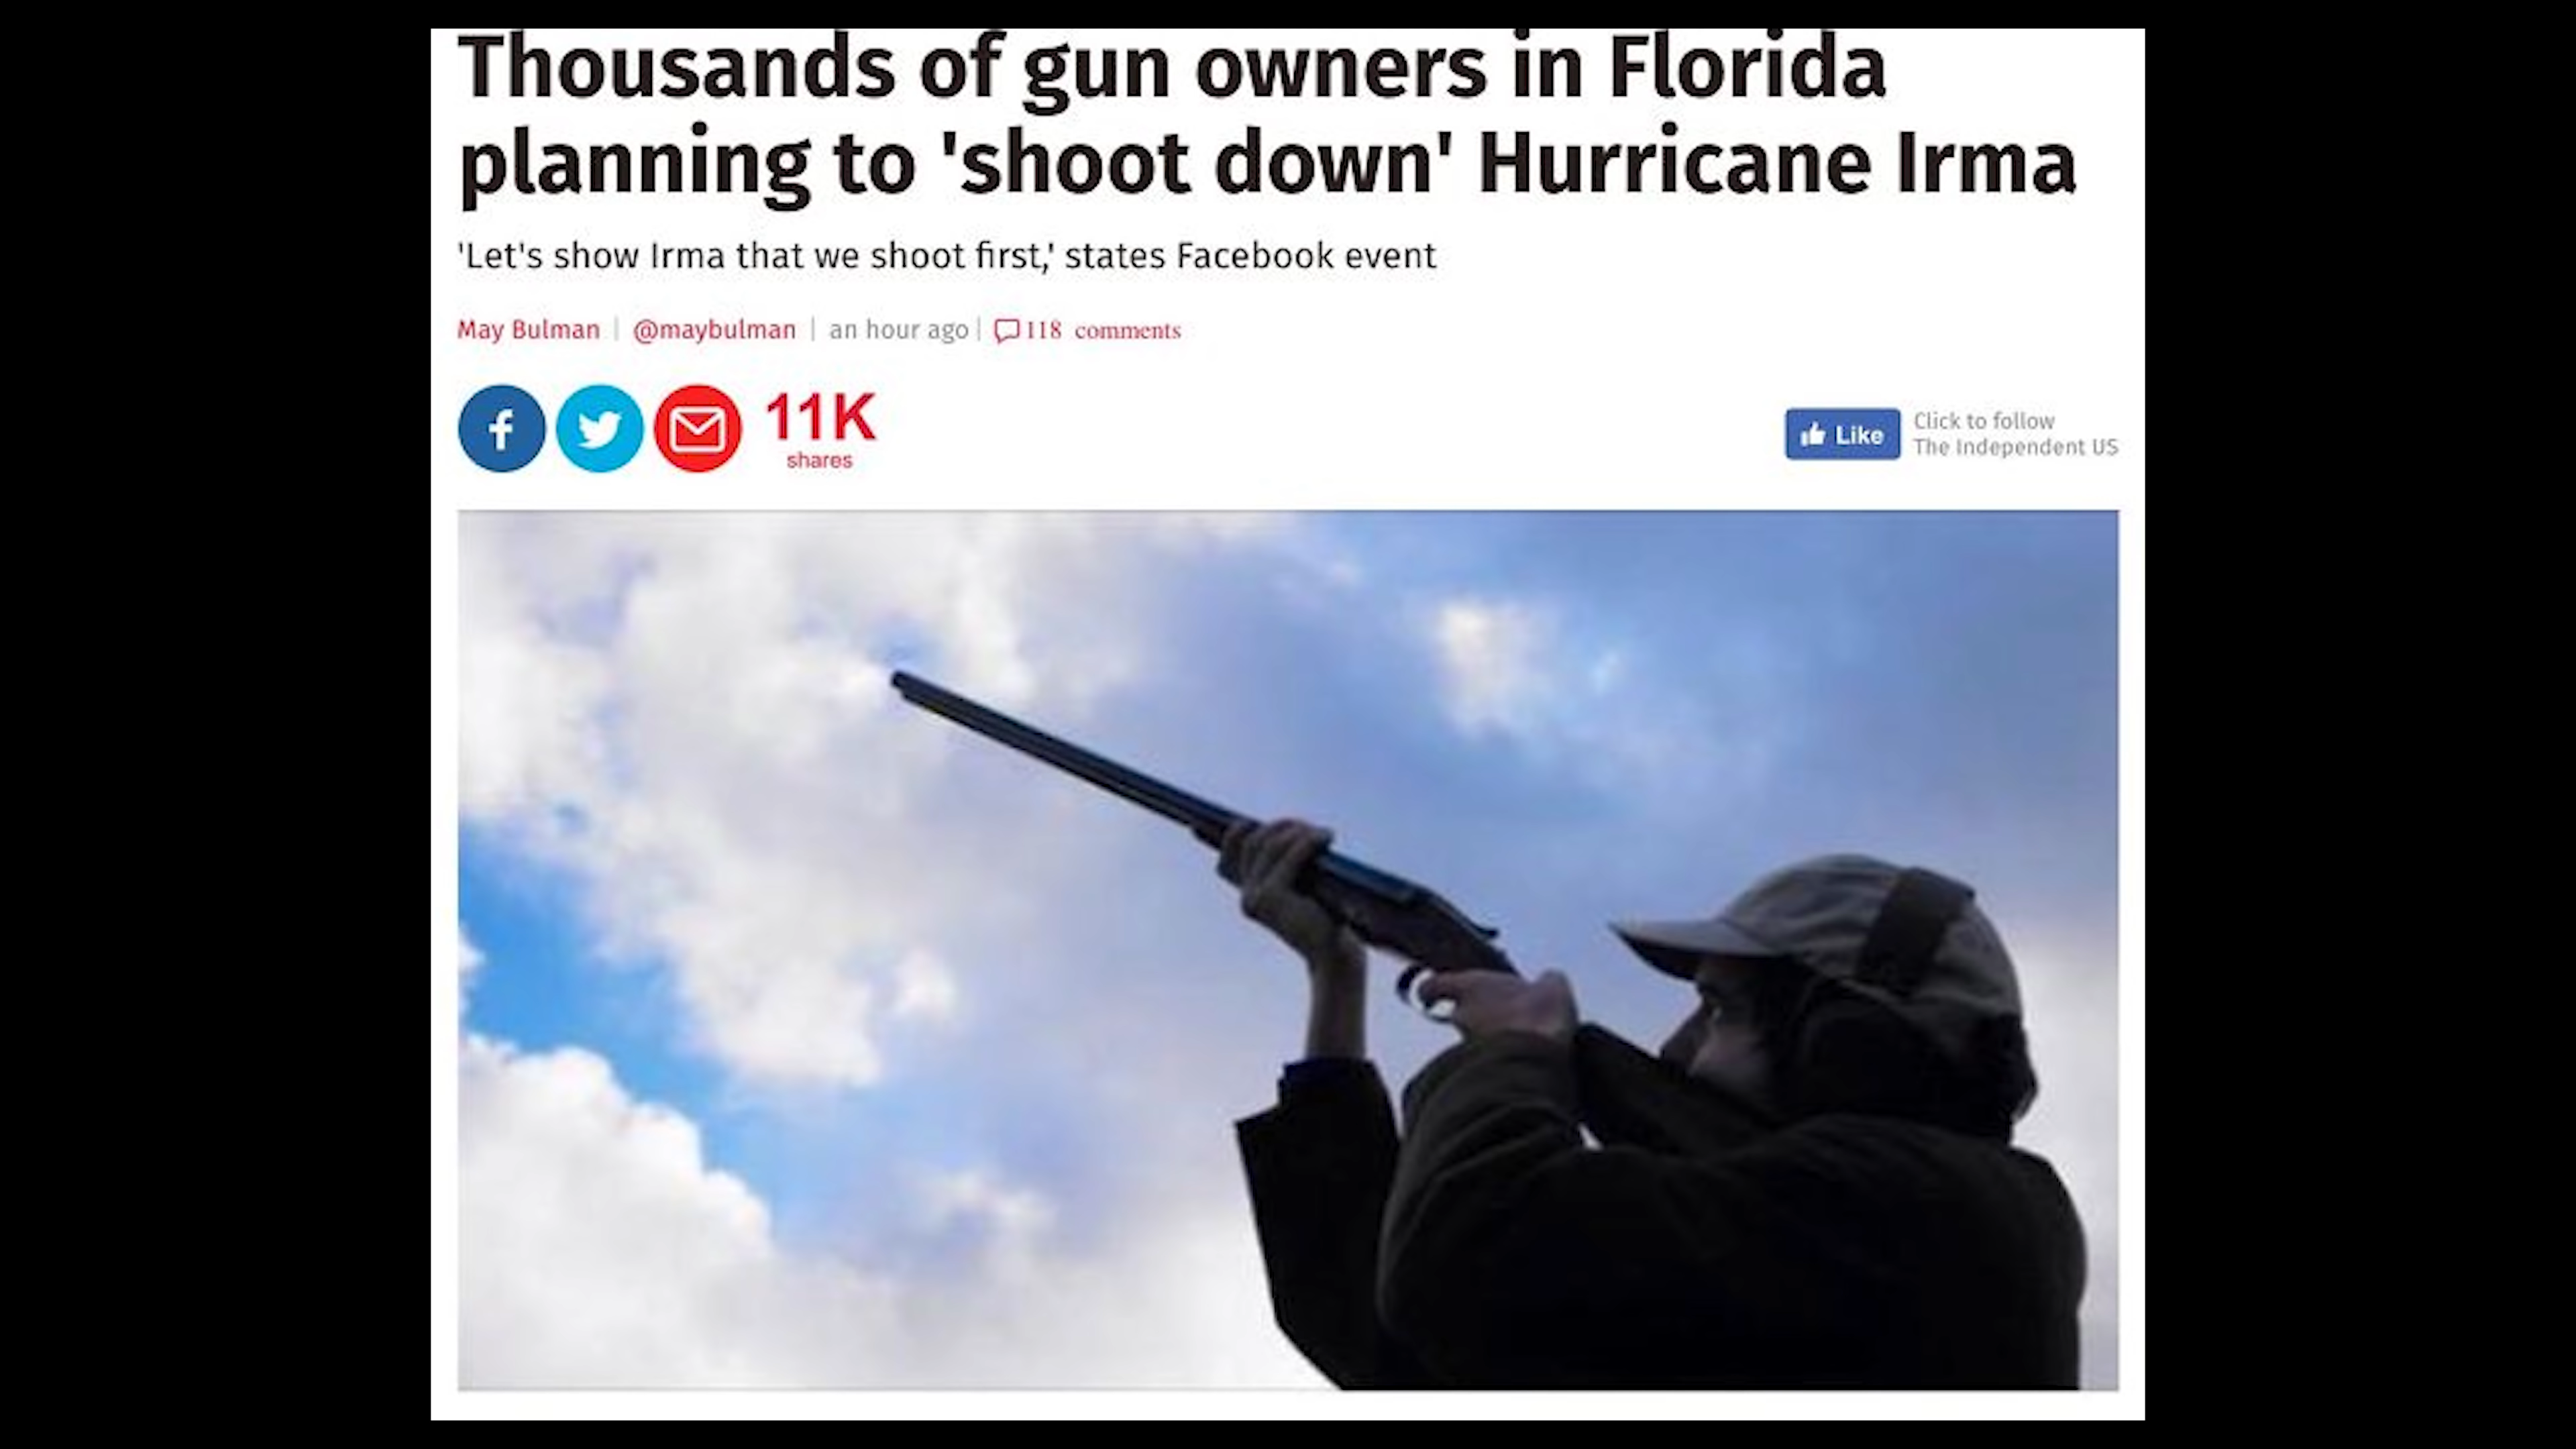 Thousands of gun owners in Florida
planning to 'shoot down' Hurricane Irma
'Let's show Irma that we shoot first,' states Facebook event
May Bulman | @maybulman | an hour ago | 118 comments
11K
shares
Like
Click to follow
The Independent US